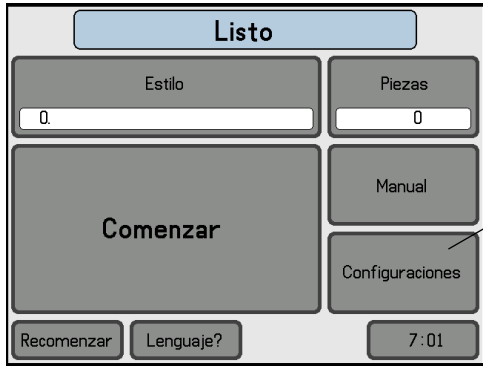 Listo
Estilo
Piezas
0.
0
Comenzar
Manual
Configuraciones
Recomenzar
Lenguaje?
7:01